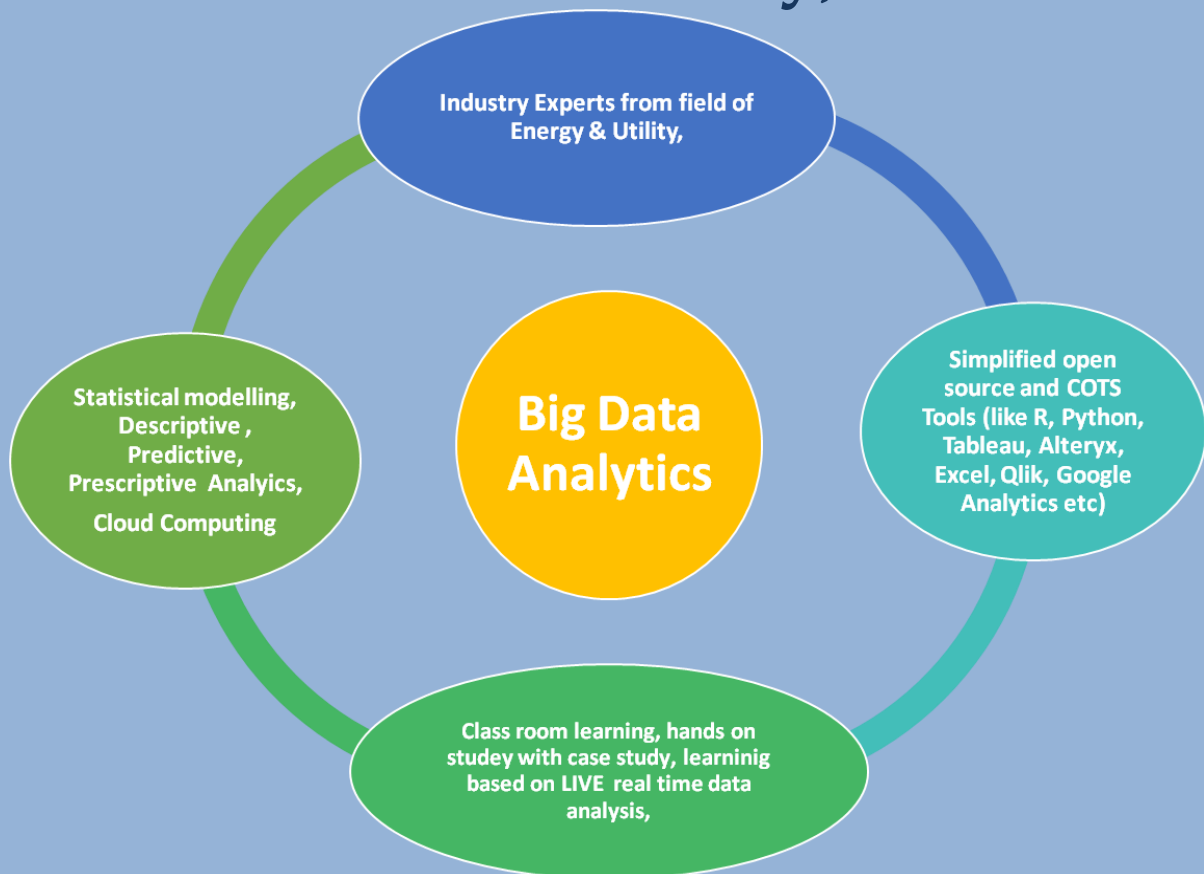 Industry Experts from field of
Energy & Utility,
Statistical modelling,
Descriptive ,
Predictive,
Prescriptive Analyics,
Cloud Computing
Big Data
Analytics
Simplified open
source and COTS
Tools (like R, Python,
Tableau, Alteryx,
Excel, Qlik, Google
Analytics etc)
Class room learning, hands on
studey with case study, learninig
based on LIVE real time data
analysis,